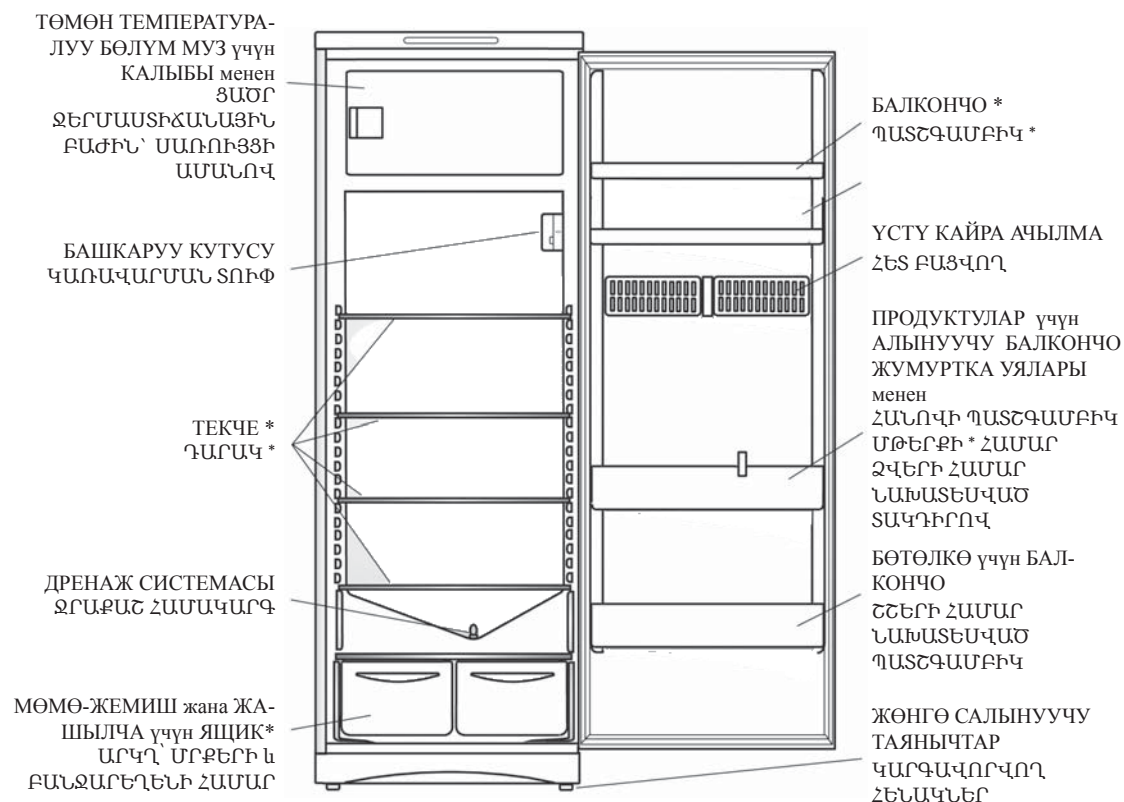 ТӨМӨН ТЕМПЕРАТУРА-
ЛУУ БӨЛҮМ МУЗ үчүн
КАЛЫБЫ менен
ՑԱԾՐ
ՋԵՐՄԱՍՏԻՃԱՆԱՅԻՆ
ԲԱԺԻՆ՝ ՍԱՌՈՒՅՑԻ
ԱՄԱՆՈՎ
БАШКАРУУ КУТУСУ
ԿԱՌԱՎԱՐՄԱՆ ՏՈՒՓ
ТЕКЧЕ *
ԴԱՐԱԿ *
ДРЕНАЖ СИСТЕМАСЫ
ՋՐԱՔԱՇ ՀԱՄԱԿԱՐԳ
МӨМӨ-ЖЕМИШ жана ЖА-
ШЫЛЧА үчүн ЯЩИК*
ԱՐԿՂ՝ ՄՐՔԵՐԻ և
ԲԱՆՋԱՐԵՂԵՆԻ ՀԱՄԱՐ
БАЛКОНЧО *
ՊԱՏՇԳԱՄԲԻԿ *
ҮСТҮ КАЙРА АЧЫЛМА
ՀԵՏ ԲԱՑՎՈՂ
ПРОДУКТУЛАР үчүн
АЛЫНУУЧУ БАЛКОНЧО
ЖУМУРТКА УЯЛАРЫ
менен
ՀԱՆՈՎԻ ՊԱՏՇԳԱՄԲԻԿ
ՄԹԵՐՔԻ * ՀԱՄԱՐ
ՁՎԵՐԻ ՀԱՄԱՐ
ՆԱԽԱՏԵՍՎԱԾ
ՏԱԿԴԻՐՈՎ
БӨТӨЛКӨ үчүн БАЛ-
КОНЧО
ՇՇԵՐԻ ՀԱՄԱՐ
ՆԱԽԱՏԵՍՎԱԾ
ՊԱՏՇԳԱՄԲԻԿ
ЖӨНГӨ САЛЫНУУЧУ
ТАЯНЫЧТАР
ԿԱՐԳԱՎՈՐՎՈՂ
ՀԵՆԱԿՆԵՐ